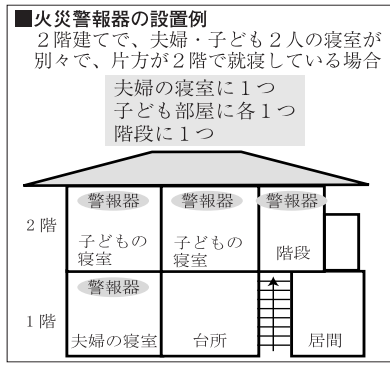 ■火災警報器の設置例
２階建てで、夫婦・子ども２人の寝室が
別々で、片方が２階で就寝している場合
夫婦の寝室に１つ
子ども部屋に各１つ
階段に１つ
警報器 警報器 警報器
２階
子どもの
寝室
子どもの
寝室
階段
警報器
１階
夫婦の寝室 台所 居間